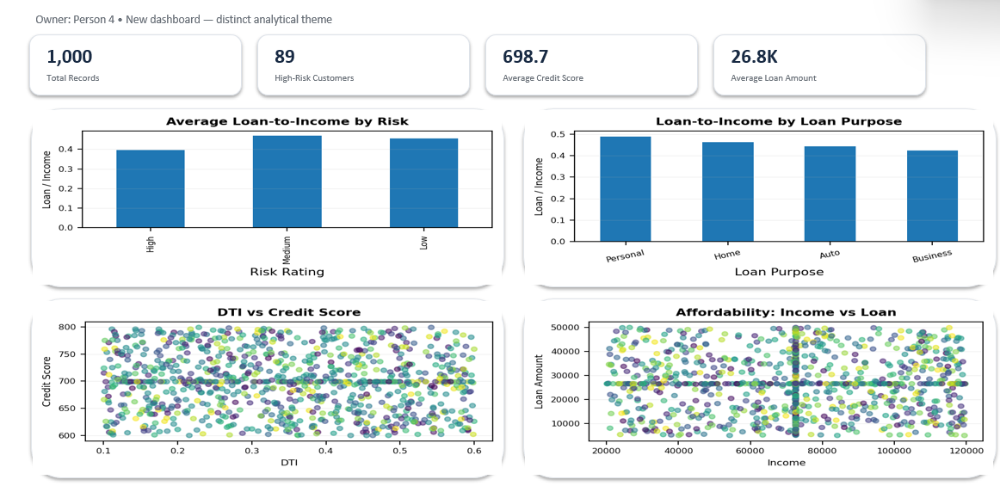 Owner: Person 4 • New dashboard — distinct analytical theme
1,000
Total Records
89
High-Risk Customers
698.7
Average Credit Score
26.8K
Average Loan Amount
Average Loan-to-Income by Risk
Loan / Income
0.4
0.3
0.2
0.1
0.0
High
Medium
Low
Risk Rating
Loan-to-Income by Loan Purpose
Loan / Income
0.5
0.4
0.3
0.2
0.1
0.0
Personal
Home
Auto
Business
Loan Purpose
DTI vs Credit Score
Credit Score
800
750
700
650
600
0.1 0.2 0.3 0.4 0.5 0.6
DTI
Affordability: Income vs Loan
Loan Amount
50000
40000
30000
20000
10000
20000 40000 60000 80000 100000 120000
Income